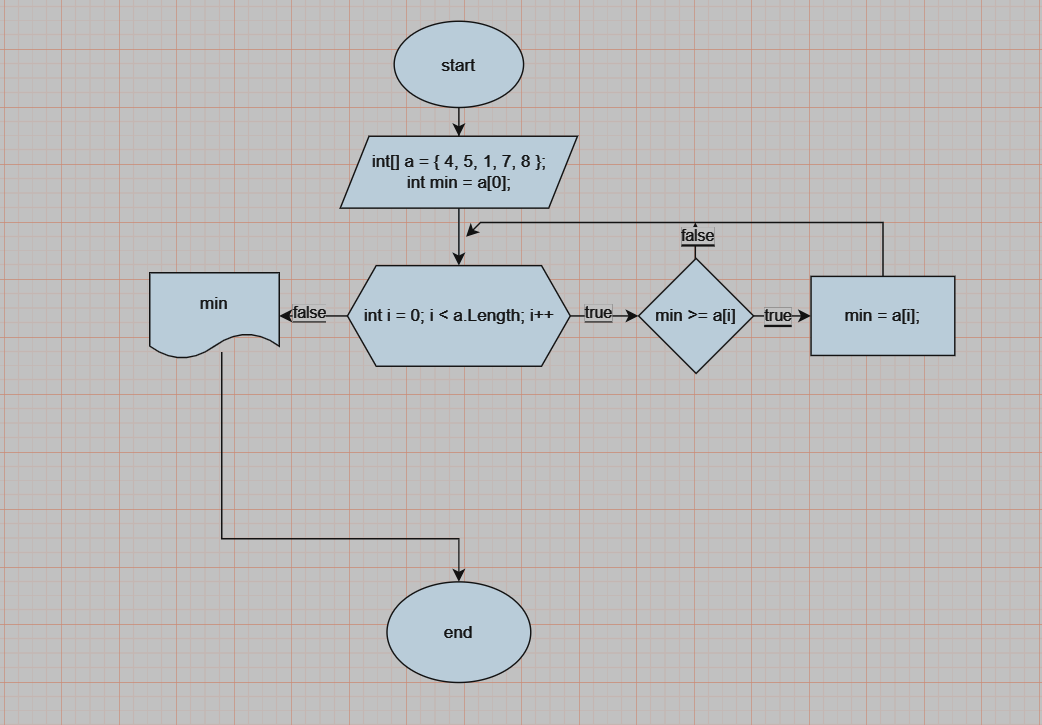 start
int[] a = { 4, 5, 1, 7, 8 };
int min = a[0];
false
min
false
int i = 0; i < a.Length; i++
true
min >= a[i]
true
min = a[i];
end